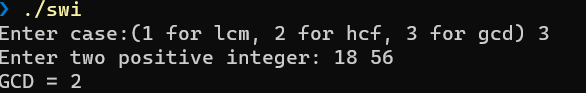 ❯ ./swi
Enter case:(1 for lcm, 2 for hcf, 3 for gcd) 3
Enter two positive integer: 18 56
GCD = 2